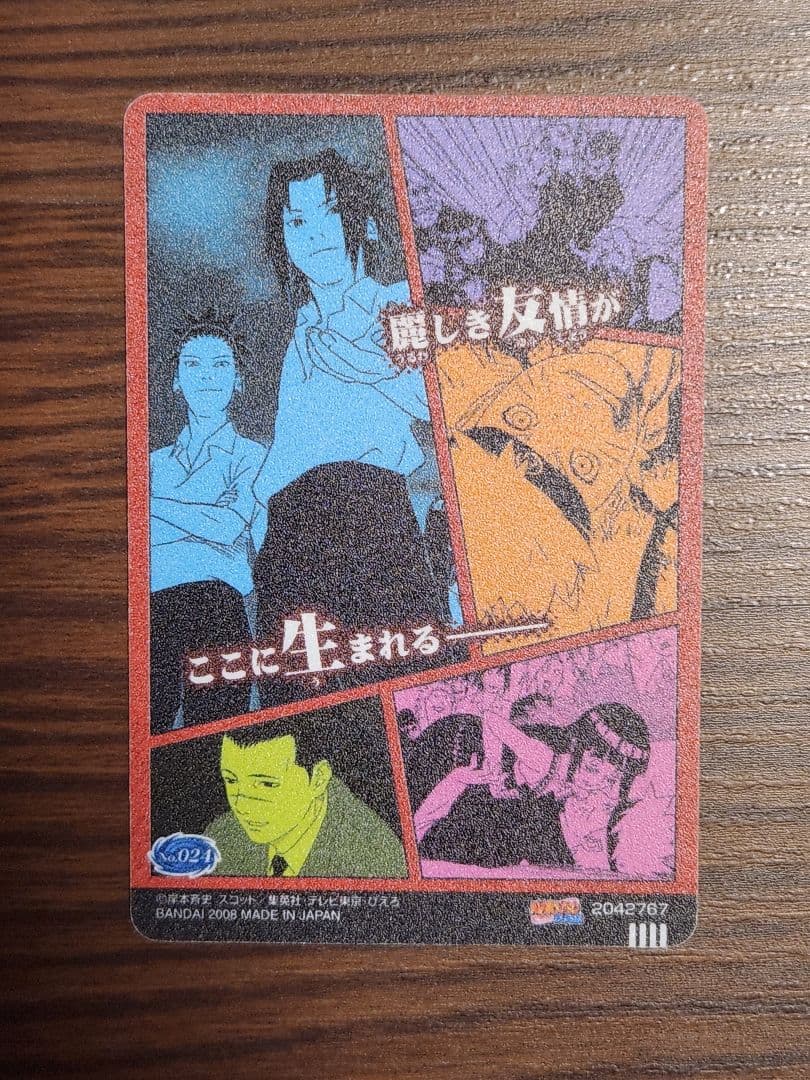 麗しき友情が
ここに生まれる——
No.024
©岸本斉史 スコット／集英社・テレビ東京・ぴえろ
BANDAI 2008 MADE IN JAPAN
2042767